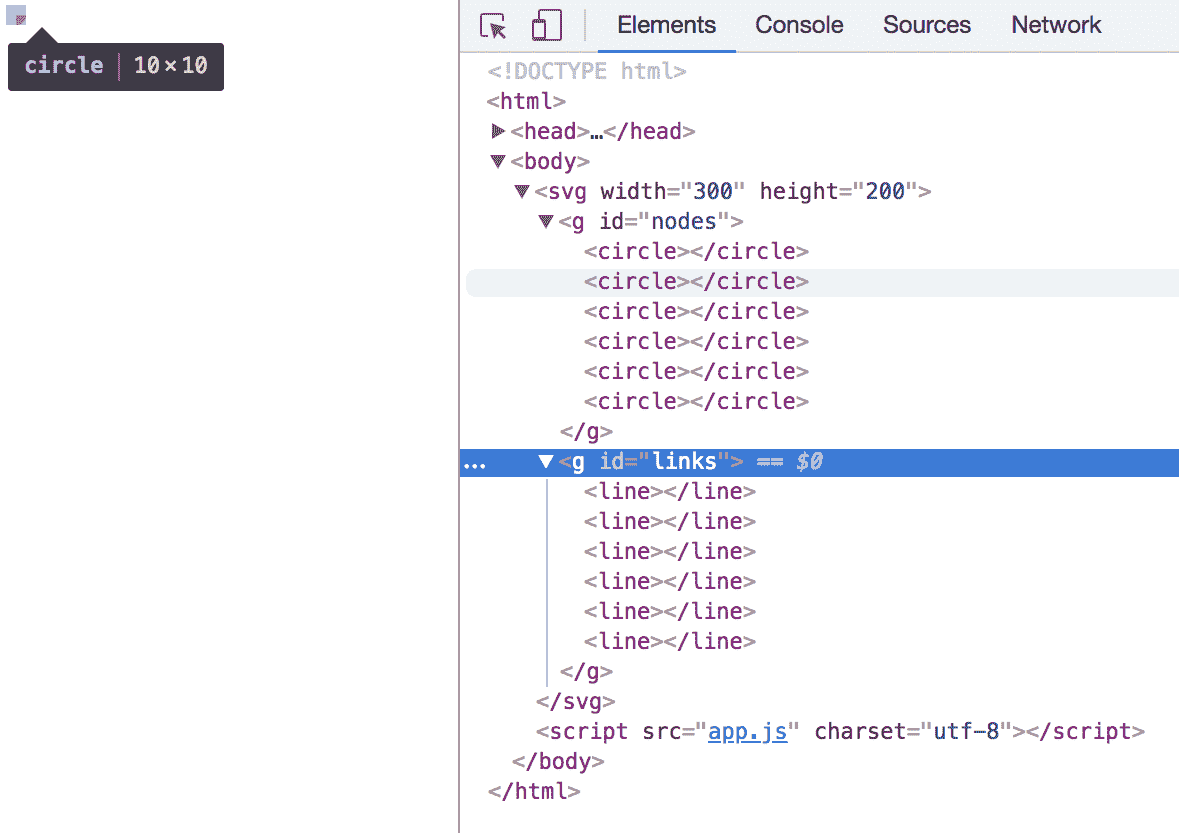 circle | 10×10
Elements Console Sources Network
<!DOCTYPE html>
<html>
<head>…</head>
<body>
<svg width="300" height="200">
<g id="nodes">
<circle></circle>
<circle></circle>
<circle></circle>
<circle></circle>
<circle></circle>
<circle></circle>
</g>
... <g id="links"> == $0
<line></line>
<line></line>
<line></line>
<line></line>
<line></line>
<line></line>
</g>
</svg>
<script src="app.js" charset="utf-8"></script>
</body>
</html>